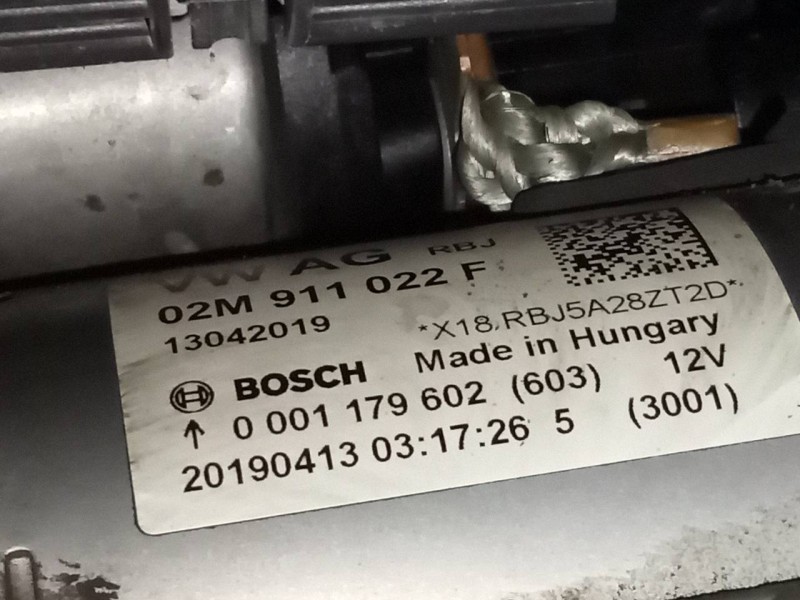 VW AG RBJ
02M 911 022 F
13042019 *X18.RBJ5A28ZT2D*
BOSCH Made in Hungary
0 001 179 602 (603) 12V
20190413 03:17:26 5 (3001)